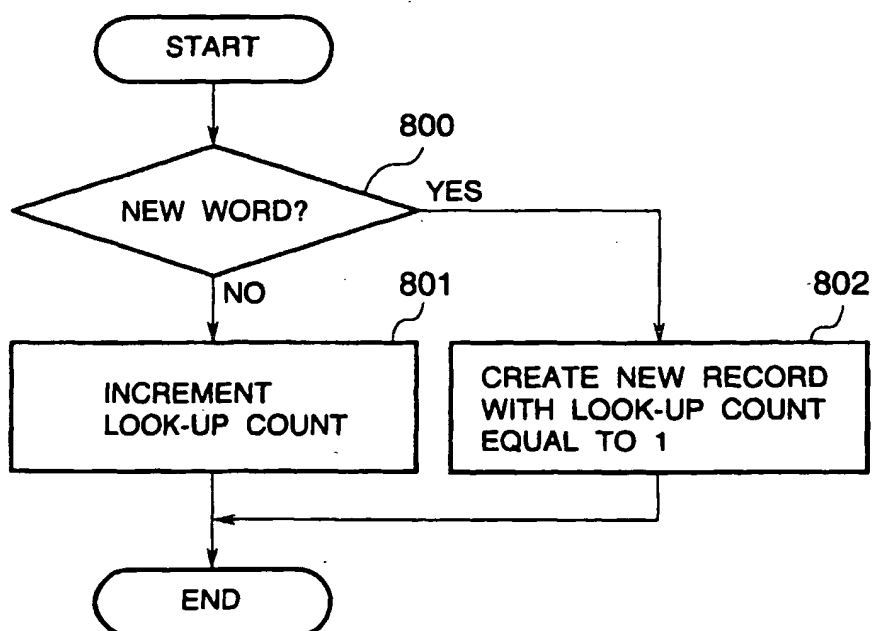 START
800
NEW WORD?
YES
NO
801
802
INCREMENT
LOOK-UP COUNT
CREATE NEW RECORD
WITH LOOK-UP COUNT
EQUAL TO 1
END